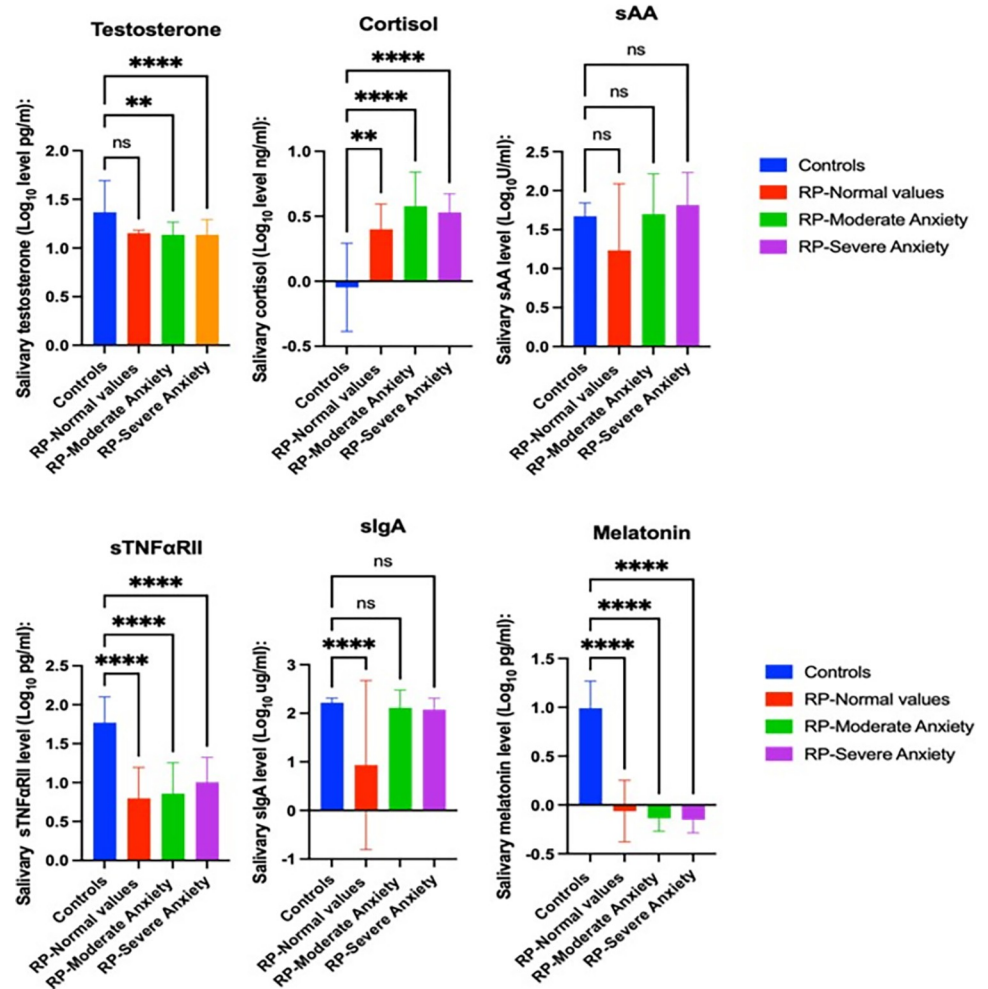 Testosterone
****
**
ns
Salivary testosterone (Log10 level pg/m):
2.0
1.5
1.0
0.5
0.0
Controls
RP-Normal values
RP-Moderate Anxiety
RP-Severe Anxiety
Cortisol
****
****
**
Salivary cortisol (Log10 level ng/ml):
1.0
0.5
0.0
-0.5
Controls
RP-Normal values
RP-Moderate Anxiety
RP-Severe Anxiety
sAA
ns
ns
ns
Salivary sAA level (Log10U/ml):
2.5
2.0
1.5
1.0
0.5
0.0
Controls
RP-Normal values
RP-Moderate Anxiety
RP-Severe Anxiety
Controls
RP-Normal values
RP-Moderate Anxiety
RP-Severe Anxiety
sTNFαRII
****
****
****
Salivary sTNFαRII level (Log10 pg/ml):
2.5
2.0
1.5
1.0
0.5
0.0
Controls
RP-Normal values
RP-Moderate Anxiety
RP-Severe Anxiety
sIgA
ns
ns
****
Salivary sIgA level (Log10 ug/ml):
3
2
1
0
-1
Controls
RP-Normal values
RP-Moderate Anxiety
RP-Severe Anxiety
Melatonin
****
****
****
Salivary melatonin level (Log10 pg/ml):
1.5
1.0
0.5
0.0
-0.5
Controls
RP-Normal values
RP-Moderate Anxiety
RP-Severe Anxiety
Controls
RP-Normal values
RP-Moderate Anxiety
RP-Severe Anxiety